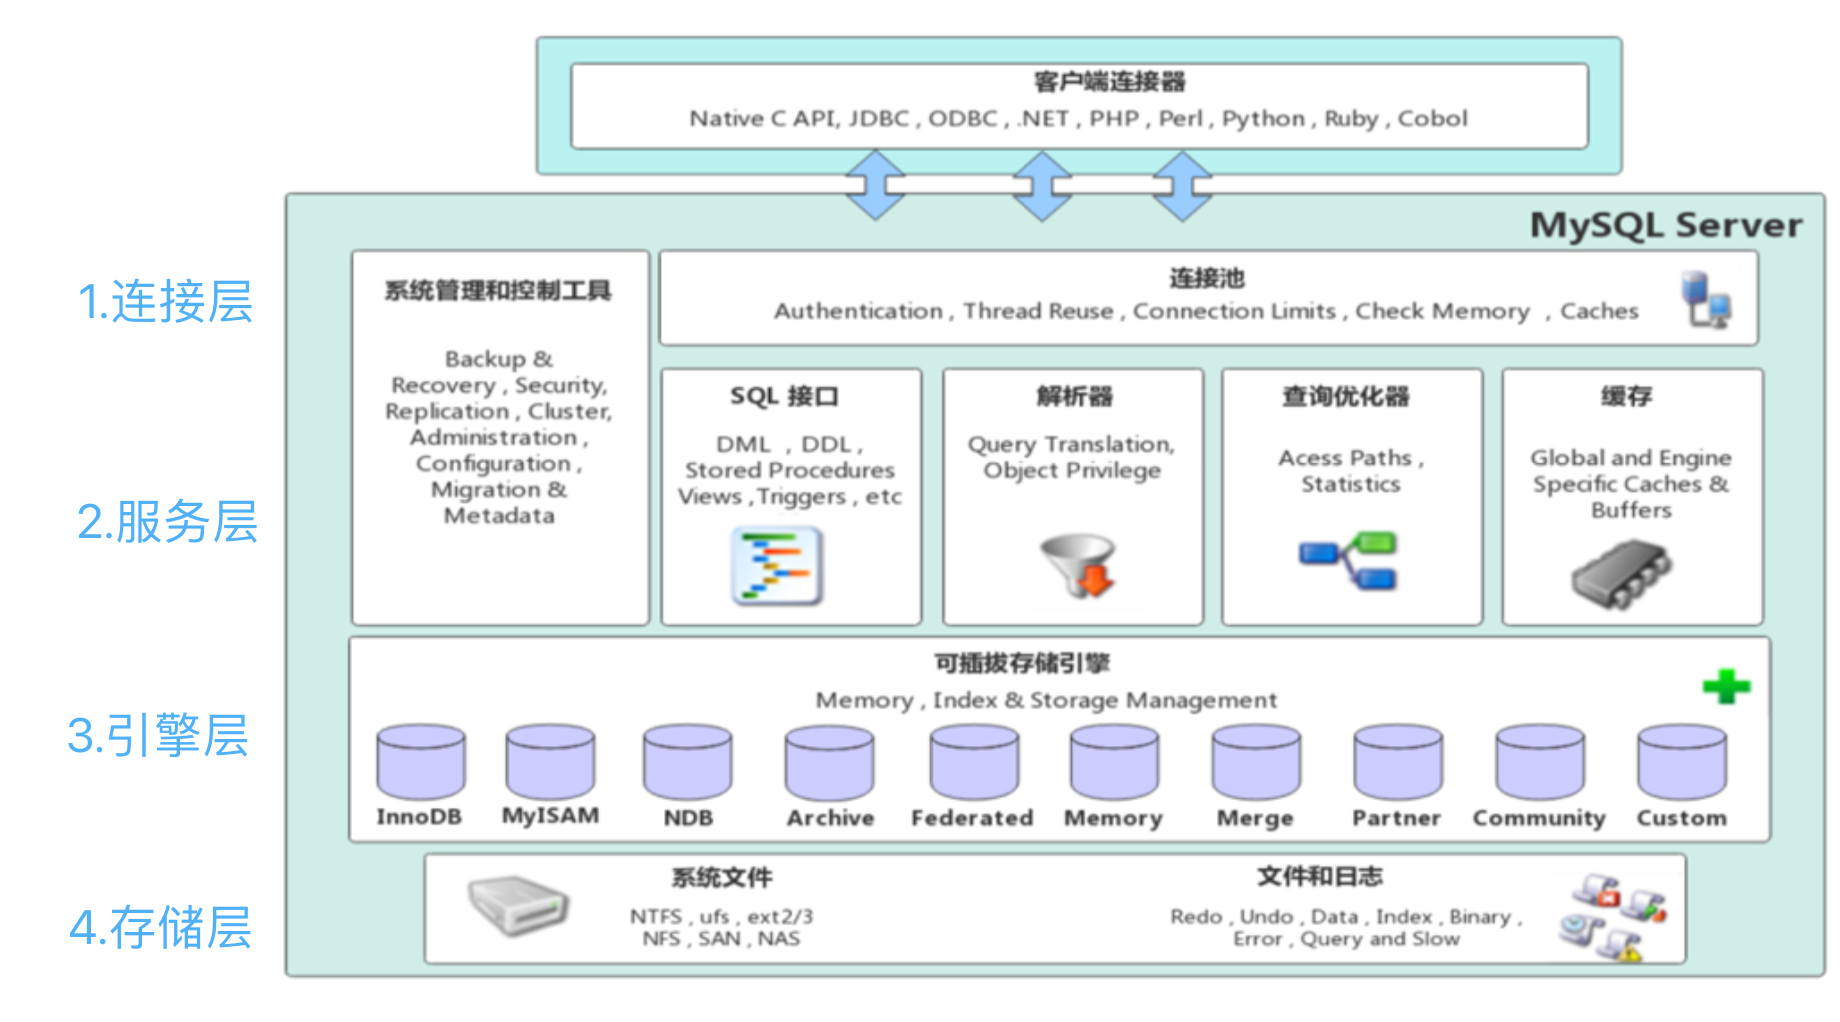 客户端连接器
Native C API, JDBC , ODBC , .NET , PHP , Perl , Python , Ruby , Cobol
MySQL Server
1.连接层
系统管理和控制工具
Backup &
Recovery , Security,
Replication , Cluster,
Administration ,
Configuration ,
Migration &
Metadata
连接池
Authentication , Thread Reuse , Connection Limits , Check Memory , Caches
2.服务层
SQL 接口
DML , DDL ,
Stored Procedures
Views ,Triggers , etc
解析器
Query Translation,
Object Privilege
查询优化器
Acess Paths ,
Statistics
缓存
Global and Engine
Specific Caches &
Buffers
3.引擎层
可插拔存储引擎
Memory , Index & Storage Management
InnoDB
MyISAM
NDB
Archive
Federated
Memory
Merge
Partner
Community
Custom
4.存储层
系统文件
NTFS , ufs , ext2/3
NFS , SAN , NAS
文件和日志
Redo , Undo , Data , Index , Binary ,
Error , Query and Slow